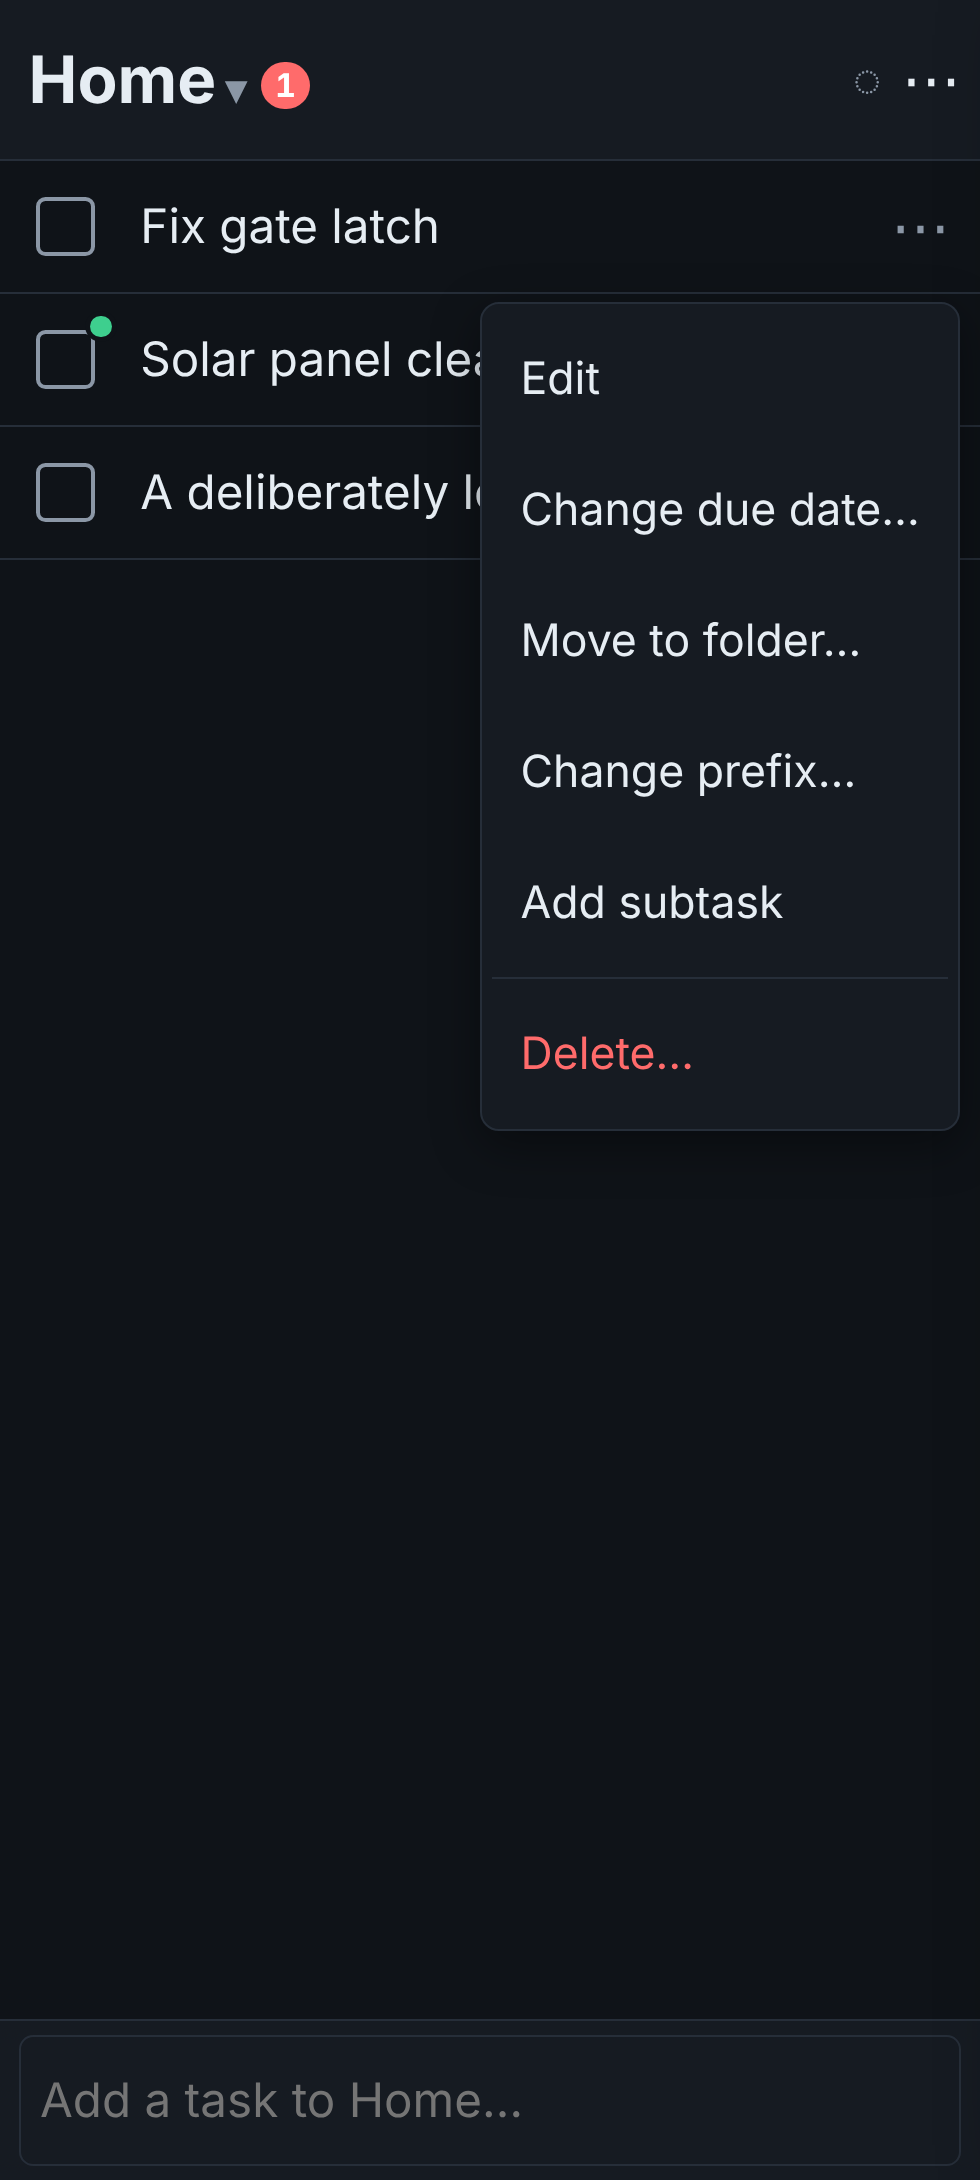 Home ▾ 1 ⋯
Fix gate latch ⋯
Solar panel
A deliberately
Edit
Change due date...
Move to folder...
Change prefix...
Add subtask
Delete...
Add a task to Home...